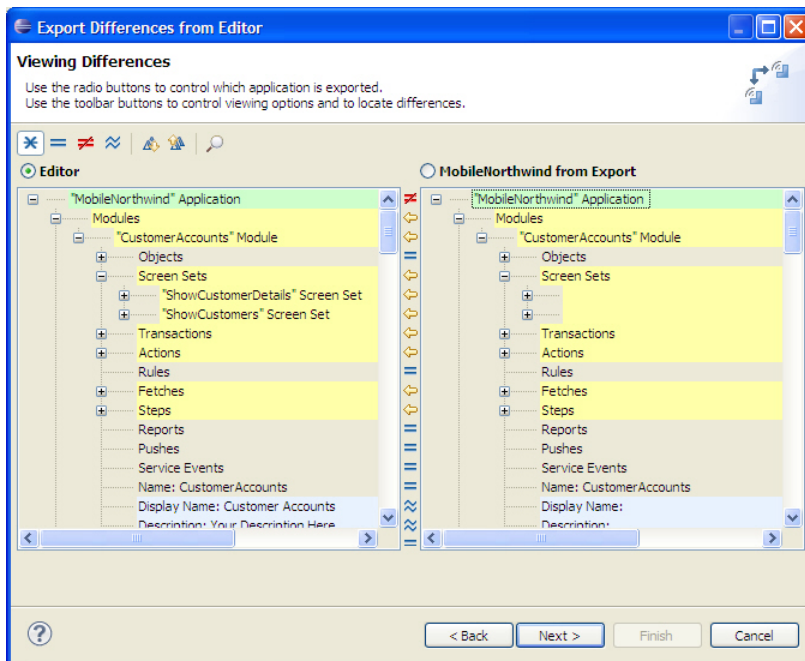 Export Differences from Editor
Viewing Differences
Use the radio buttons to control which application is exported.
Use the toolbar buttons to control viewing options and to locate differences.
Editor
MobileNorthwind from Export
"MobileNorthwind" Application
Modules
"CustomerAccounts" Module
Objects
Screen Sets
"ShowCustomerDetails" Screen Set
"ShowCustomers" Screen Set
Transactions
Actions
Rules
Fetches
Steps
Reports
Pushes
Service Events
Name: CustomerAccounts
Display Name: Customer Accounts
Description: Your Description Here
"MobileNorthwind" Application
Modules
"CustomerAccounts" Module
Objects
Screen Sets
Transactions
Actions
Rules
Fetches
Steps
Reports
Pushes
Service Events
Name: CustomerAccounts
Display Name:
Description:
< Back
Next >
Finish
Cancel